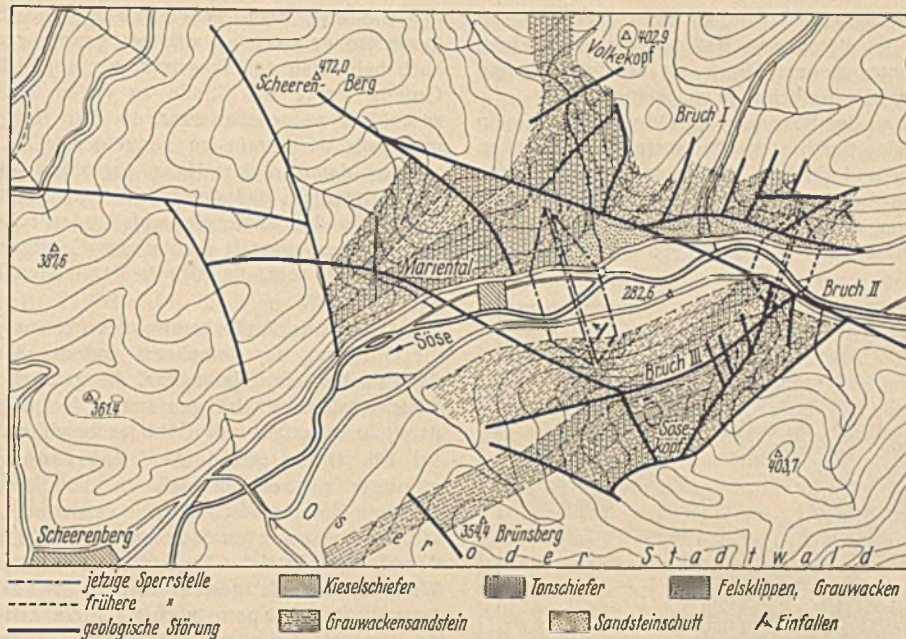 402,9
Volkekopf
472,0
Scheeren-Berg
Bruch I
387,6
Mariental
282,6
Bruch II
Söse
Bruch III
361,4
Söse-
kopf
403,7
354,4 Brünsberg
Scheerenberg
Osteroder Stadtwald
jetzige Sperrstelle
frühere "
geologische Störung
Kieselschiefer
Tonschiefer
Felsklippen, Grauwacken
Grauwackensandstein
Sandsteinschutt
Einfallen